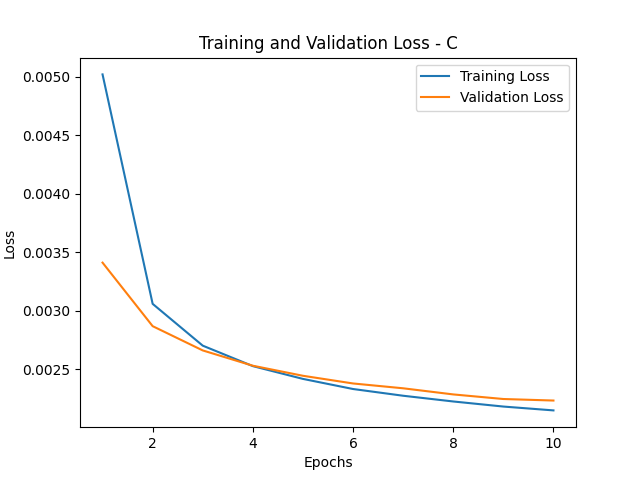 Training and Validation Loss - C
Training Loss
Validation Loss
0.0050
0.0045
0.0040
0.0035
0.0030
0.0025
Loss
2
4
6
8
10
Epochs